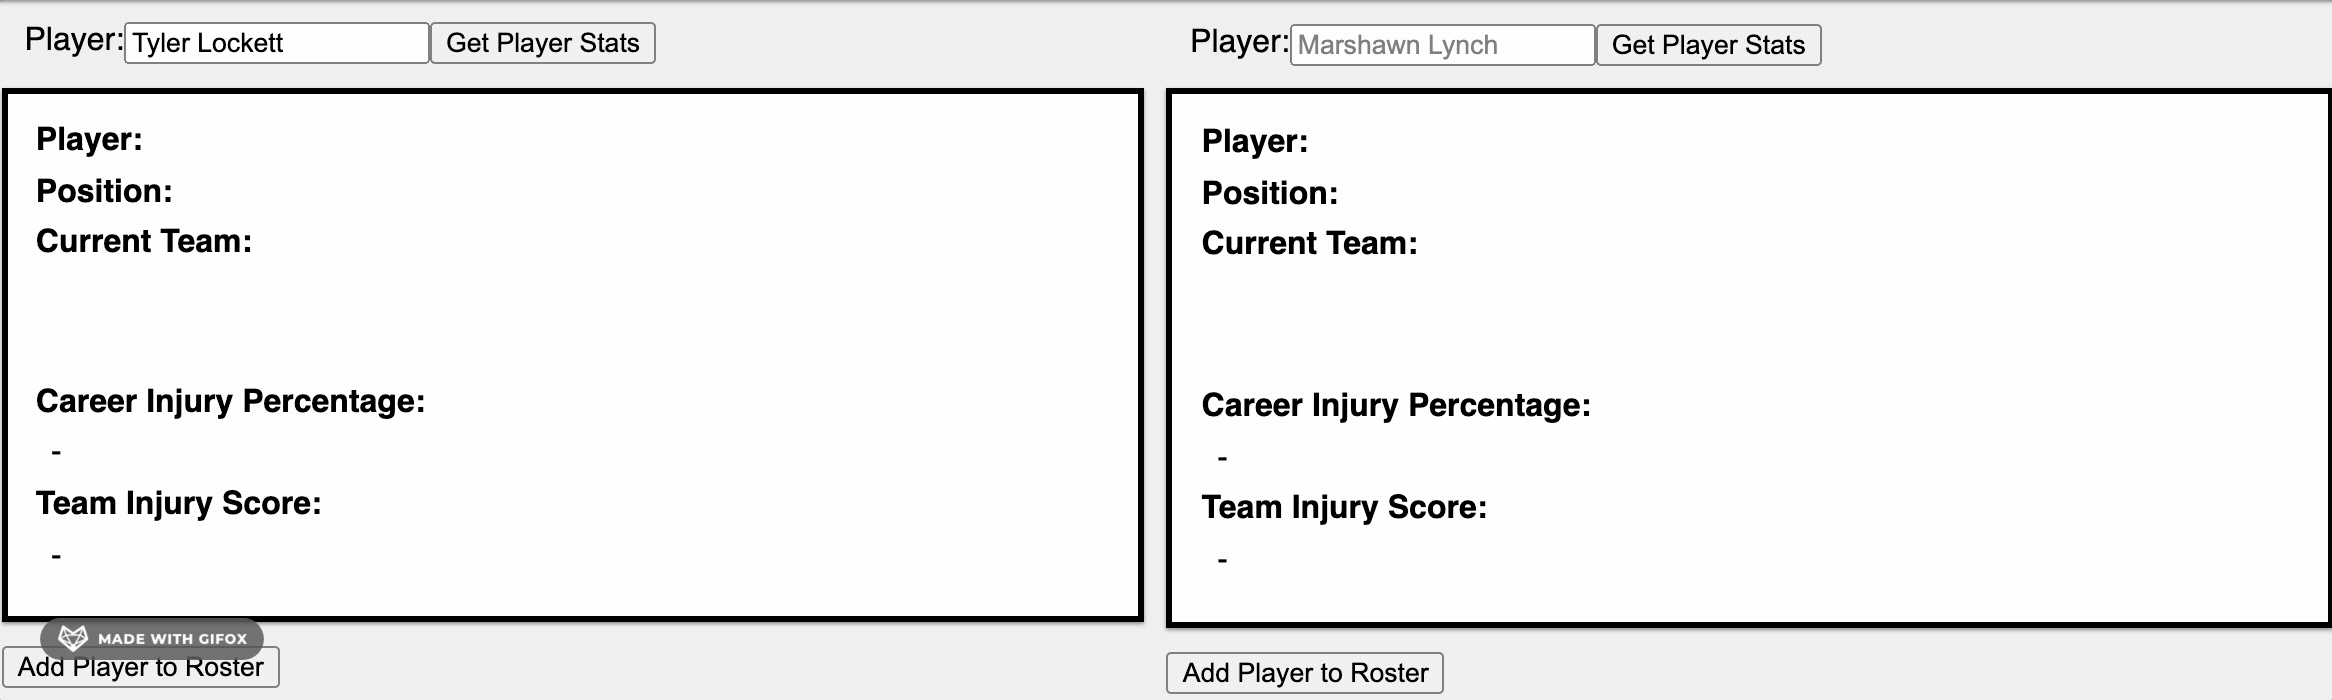 Player: Tyler Lockett Get Player Stats
Player:
Position:
Current Team:
Career Injury Percentage:
-
Team Injury Score:
-
MADE WITH GIFOX
Add Player to Roster
Player: Marshawn Lynch Get Player Stats
Player:
Position:
Current Team:
Career Injury Percentage:
-
Team Injury Score:
-
Add Player to Roster